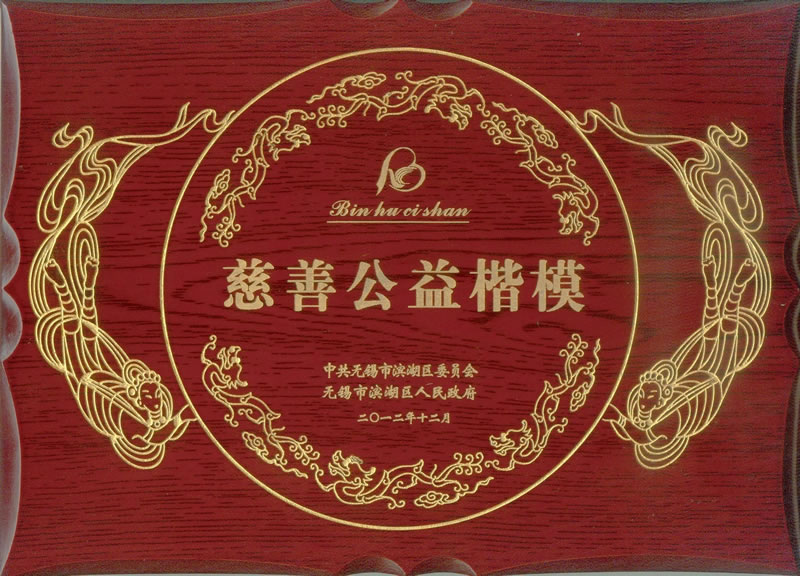 Bin hu ci shan
慈善公益楷模
中共无锡市滨湖区委员会
无锡市滨湖区人民政府
二〇一二年十二月